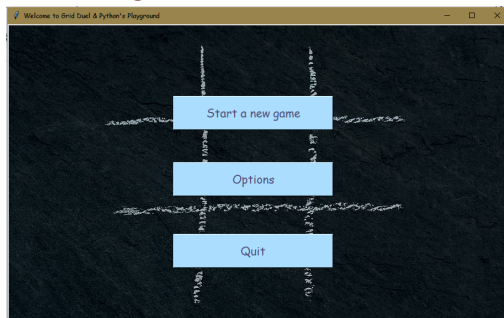 Welcome to Grid Duel & Python's Playground
Start a new game
Options
Quit